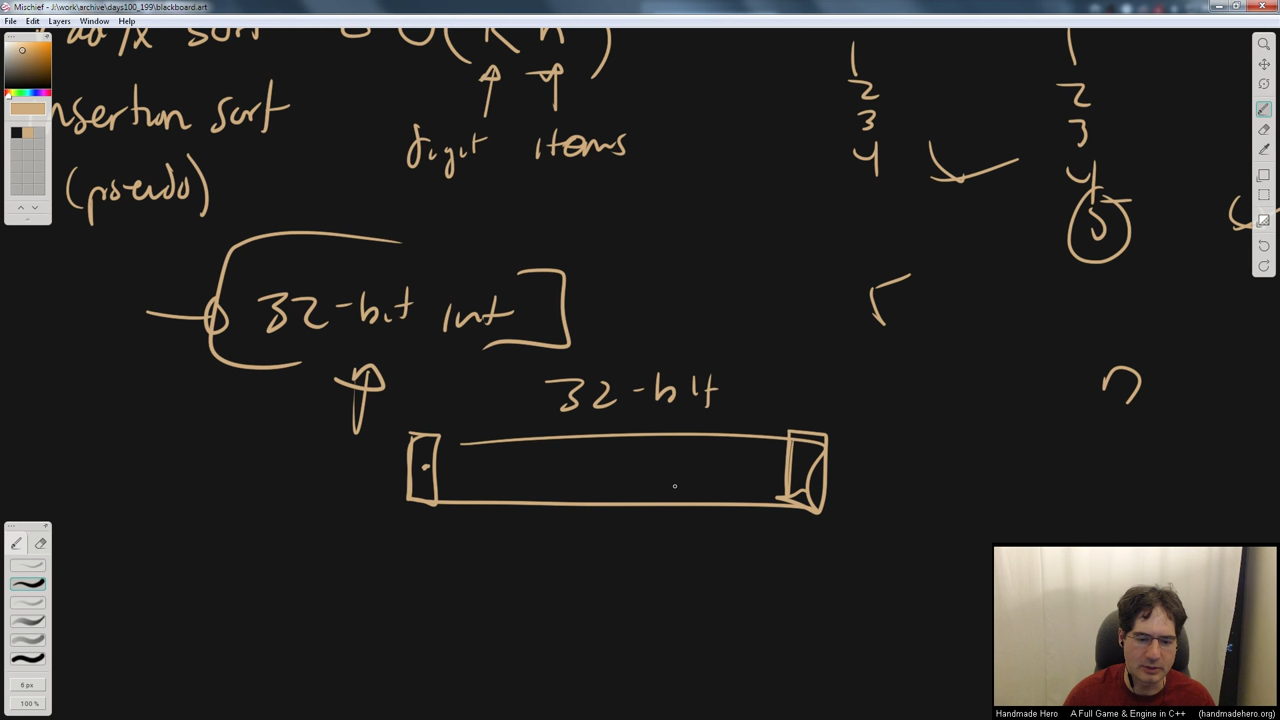 Mischief - J:\work\archive\days100_199\blackboard.art
File Edit Layers Window Help
sort O(k n)
insertion sort
digit items
(pseudo)
1
2
3
4
1
2
3
4
5
32-bit int
32-bit
n
6 px
100 %
Handmade Hero A Full Game & Engine in C++ (handmadehero.org)